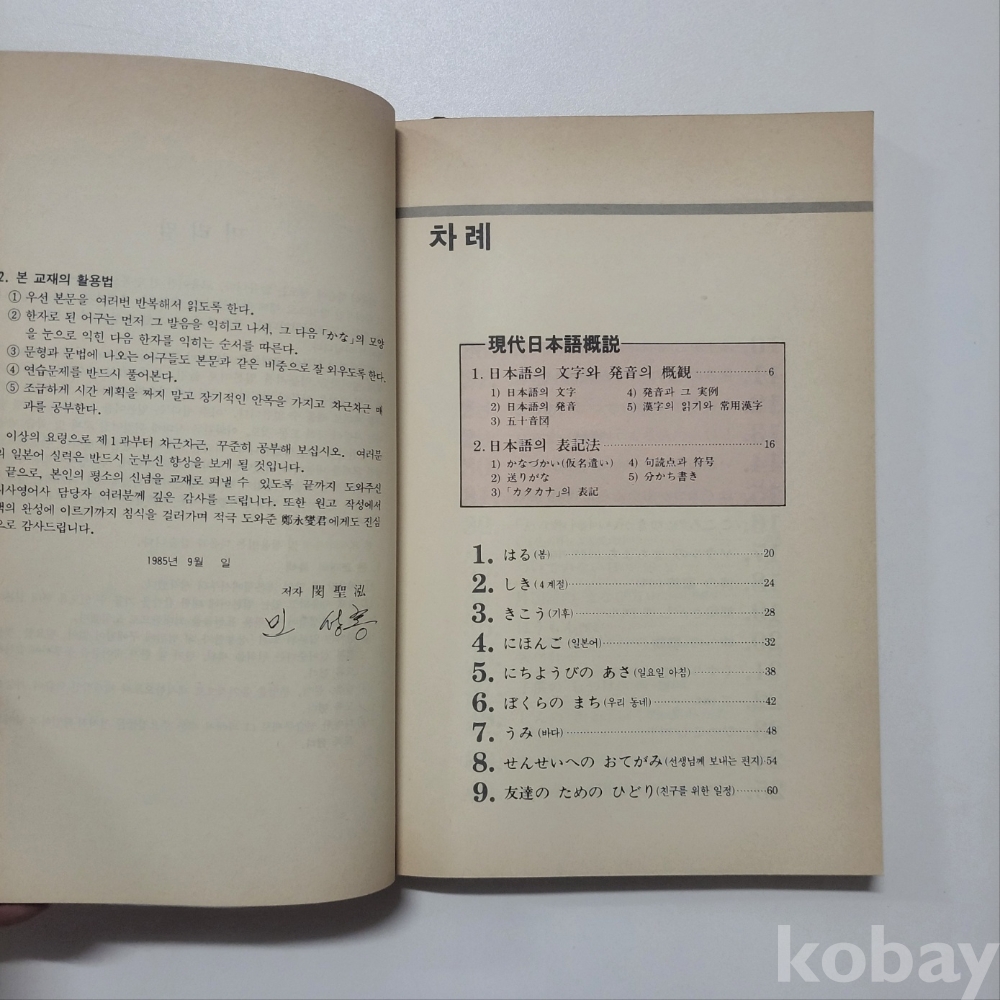 2. 본 교재의 활용법
① 우선 본문을 여러번 반복해서 읽도록 한다.
② 한자로 된 어구는 먼저 그 발음을 익히고 나서, 그 다음 「かな」의 모양
을 눈으로 익힌 다음 한자를 익히는 순서를 따른다.
③ 문형과 문법에 나오는 어구들도 본문과 같은 비중으로 잘 외우도록 한다.
④ 연습문제를 반드시 풀어본다.
⑤ 조급하게 시간 계획을 짜지 말고 장기적인 안목을 가지고 차근차근 매
과를 공부한다.
이상의 요령으로 제1과부터 차근차근, 꾸준히 공부해 보십시오. 여러분
의 일본어 실력은 반드시 눈부신 향상을 보게 될 것입니다.
끝으로, 본인의 평소의 신념을 교재로 펴낼 수 있도록 끝까지 도와주신
시사영어사 담당자 여러분께 깊은 감사를 드립니다. 또한 원고 작성에서
책의 완성에 이르기까지 침식을 걸러가며 적극 도와준 鄭永燮君에게도 진심
으로 감사드립니다.
1985년 9월 일
저자 閔聖泓
민 성홍
차례
現代日本語概説
1. 日本語의 文字와 発音의 概観 6
1) 日本語의 文字 4) 発音과 그 実例
2) 日本語의 発音 5) 漢字의 읽기와 常用漢字
3) 五十音図
2. 日本語의 表記法 16
1) かなづかい(仮名遣い) 4) 句読点과 符号
2) 送りがな 5) 分かち書き
3) 「カタカナ」의 表記
1. はる(봄) 20
2. しき(4계절) 24
3. きこう(기후) 28
4. にほんご(일본어) 32
5. にちようびの あさ(일요일 아침) 38
6. ぼくらの まち(우리 동네) 42
7. うみ(바다) 48
8. せんせいへの おてがみ(선생님께 보내는 편지) 54
9. 友達の ための ひどり(친구를 위한 일정) 60
kobay